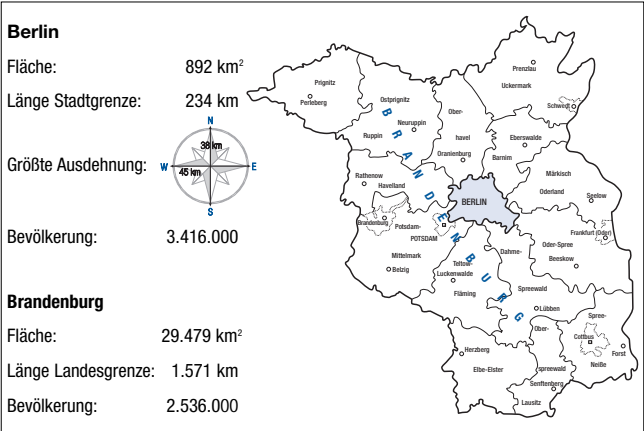 Berlin
Fläche: 892 km²
Länge Stadtgrenze: 234 km
N
38 km
Größte Ausdehnung: W 45 km E
S
Bevölkerung: 3.416.000
Brandenburg
Fläche: 29.479 km²
Länge Landesgrenze: 1.571 km
Bevölkerung: 2.536.000
Prignitz
Perleberg
Ostprignitz
Neuruppin
Ruppin
Ober-
havel
Oranienburg
Prenzlau
Uckermark
Schwedt
Eberswalde
Barnim
Märkisch
Oderland
Seelow
Rathenow
Havelland
BERLIN
Brandenburg
Potsdam-
POTSDAM
Mittelmark
Belzig
Teltow-
Luckenwalde
Fläming
Dahme-
Spreewald
Lübben
Oder-Spree
Beeskow
Frankfurt (Oder)
Spree-
Cottbus
Neiße
Forst
Ober-
spreewald
Senftenberg
Lausitz
Herzberg
Elbe-Elster
BRANDENBURG